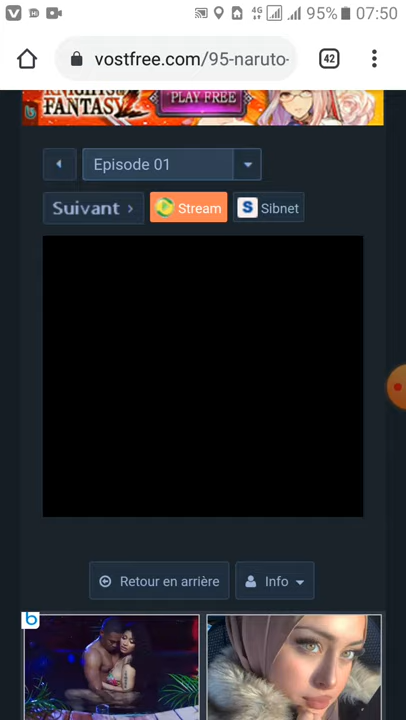 95% 07:50
vostfree.com/95-naruto- 42
KNIGHTS OF
FANTASY PLAY FREE
Episode 01
Suivant > Stream S Sibnet
Retour en arrière Info